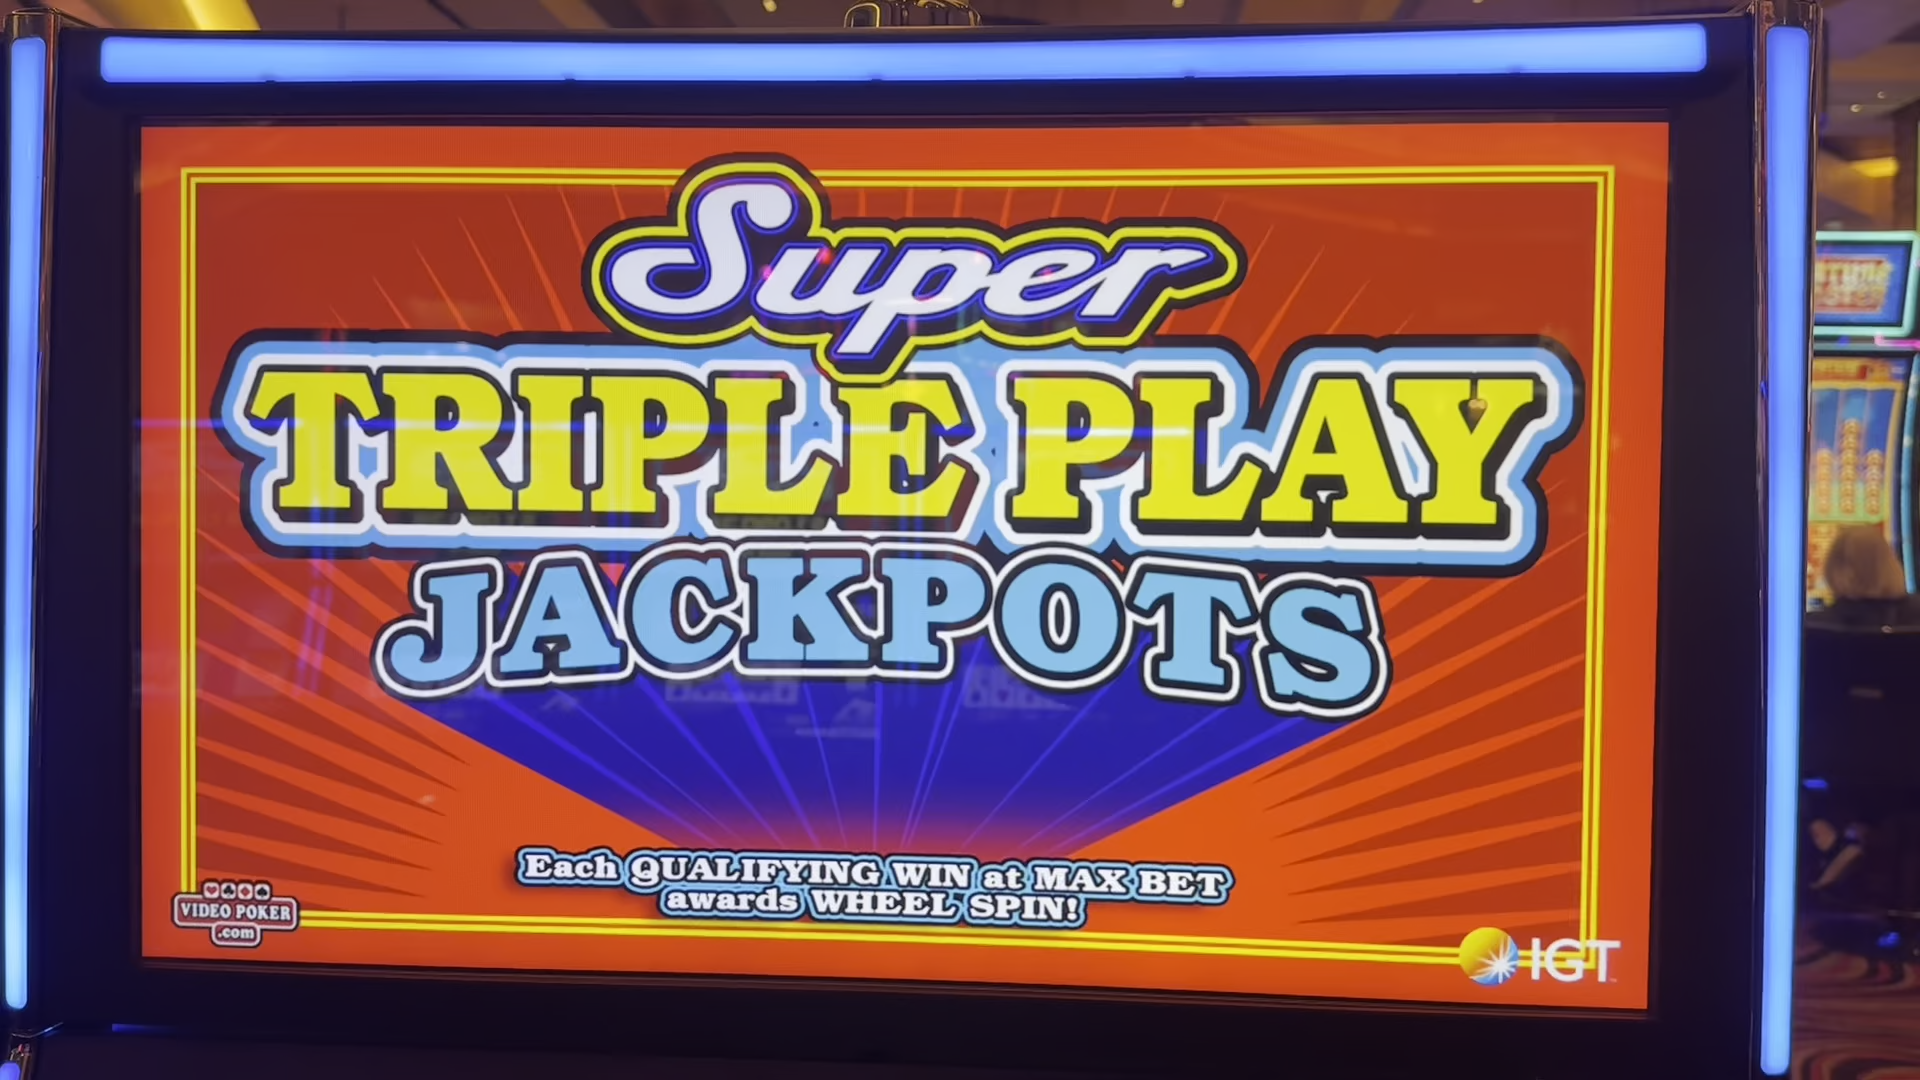 Super
TRIPLE PLAY
JACKPOTS
Each QUALIFYING WIN at MAX BET
awards WHEEL SPIN!
VIDEO POKER
.com
IGT